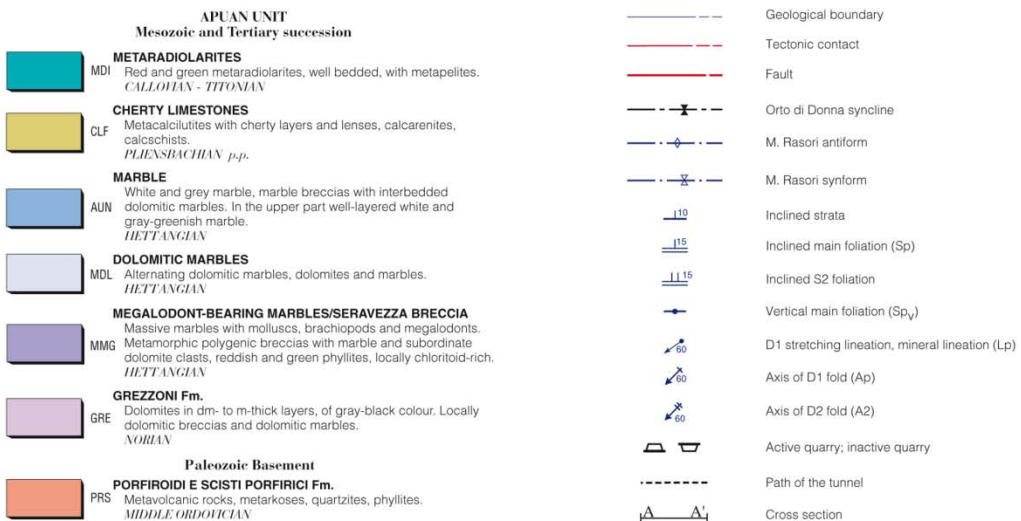 APUAN UNIT
Mesozoic and Tertiary succession
MDI
METARADIOLARITES
Red and green metaradiolarites, well bedded, with metapelites.
CALLOVIAN - TITONIAN
CLF
CHERTY LIMESTONES
Metacalcilutites with cherty layers and lenses, calcarenites,
calcschists.
PLIENSBACHIAN p.p.
AUN
MARBLE
White and grey marble, marble breccias with interbedded
dolomitic marbles. In the upper part well-layered white and
gray-greenish marble.
HETTANGIAN
MDL
DOLOMITIC MARBLES
Alternating dolomitic marbles, dolomites and marbles.
HETTANGIAN
MMG
MEGALODONT-BEARING MARBLES/SERAVEZZA BRECCIA
Massive marbles with molluscs, brachiopods and megalodonts.
Metamorphic polygenic breccias with marble and subordinate
dolomite clasts, reddish and green phyllites, locally chloritoid-rich.
HETTANGIAN
GRE
GREZZONI Fm.
Dolomites in dm- to m-thick layers, of gray-black colour. Locally
dolomitic breccias and dolomitic marbles.
NORIAN
Paleozoic Basement
PRS
PORFIROIDI E SCISTI PORFIRICI Fm.
Metavolcanic rocks, metarkoses, quartzites, phyllites.
MIDDLE ORDOVICIAN
Geological boundary
Tectonic contact
Fault
Orto di Donna syncline
M. Rasori antiform
M. Rasori synform
10 Inclined strata
15 Inclined main foliation (Sp)
15 Inclined S2 foliation
Vertical main foliation (Spv)
60 D1 stretching lineation, mineral lineation (Lp)
60 Axis of D1 fold (Ap)
60 Axis of D2 fold (A2)
Active quarry; inactive quarry
Path of the tunnel
A A' Cross section